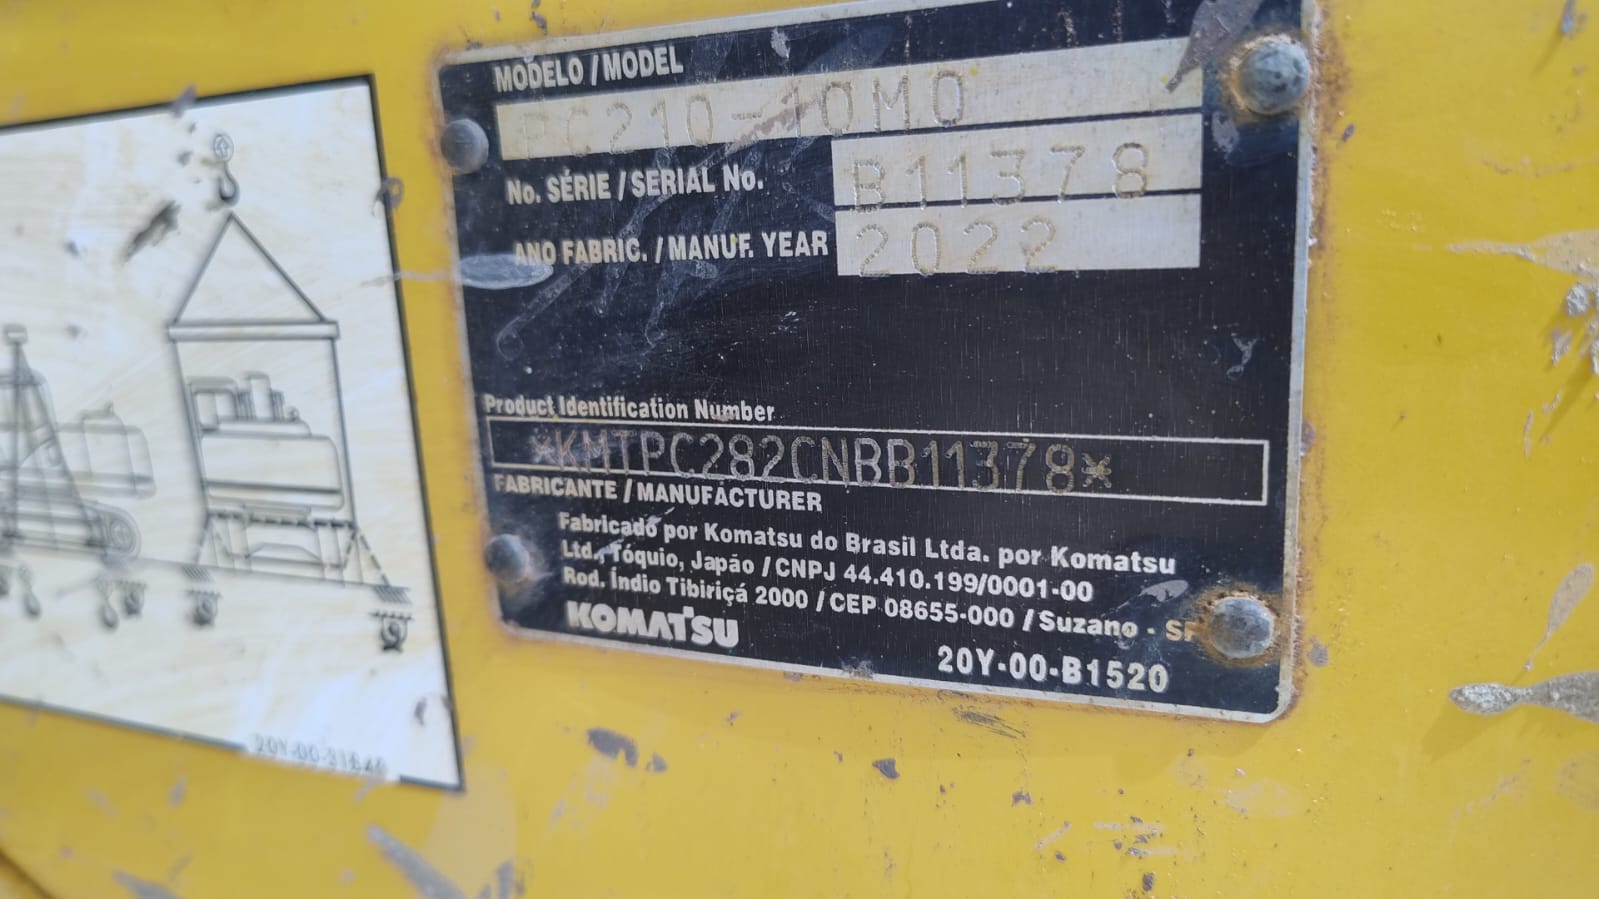 MODELO / MODEL
PC210-10M0
No. SÉRIE / SERIAL No.
B11378
ANO FABRIC. / MANUF. YEAR
2022
Product Identification Number
*KMTPC282CNBB11378*
FABRICANTE / MANUFACTURER
Fabricado por Komatsu do Brasil Ltda. por Komatsu
Ltd., Tóquio, Japão / CNPJ 44.410.199/0001-00
Rod. Índio Tibiriçá 2000 / CEP 08655-000 / Suzano - SP
KOMATSU
20Y-00-B1520